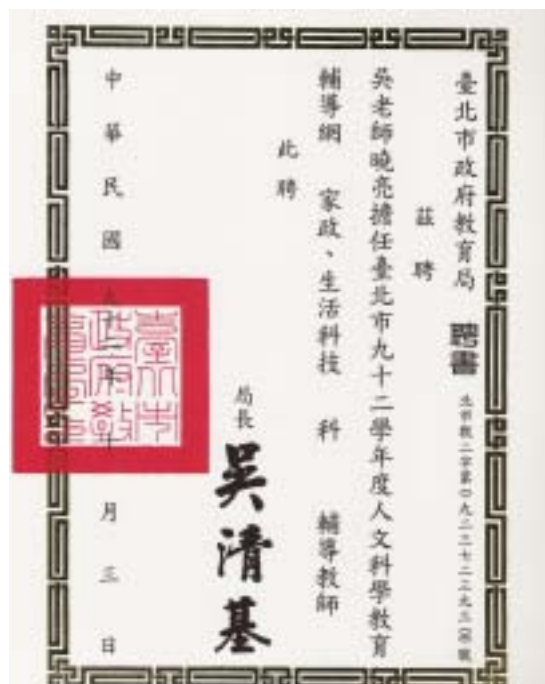 臺北市政府教育局 聘書
茲聘
吳老師曉亮擔任臺北市九十二學年度人文科學教育
輔導網 家政、生活科技 科 輔導教師
此聘
局長 吳清基
中華民國 年十月三日